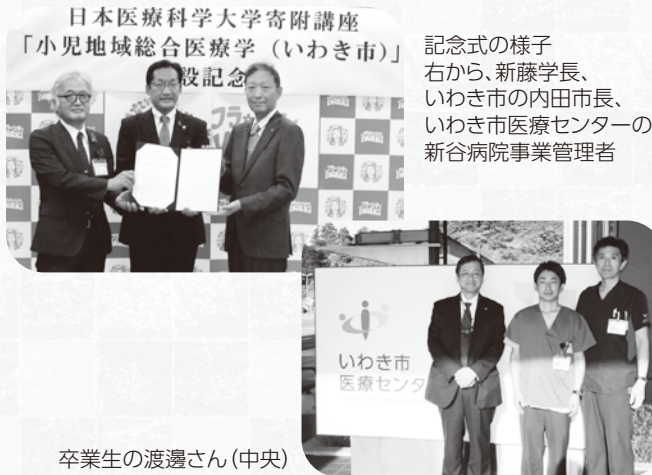 日本医療科学大学寄附講座
「小児地域総合医療学（いわき市）」
設記念
記念式の様子
右から、新藤学長、
いわき市の内田市長、
いわき市医療センターの
新谷病院事業管理者
いわき市
医療センタ
卒業生の渡邊さん（中央）